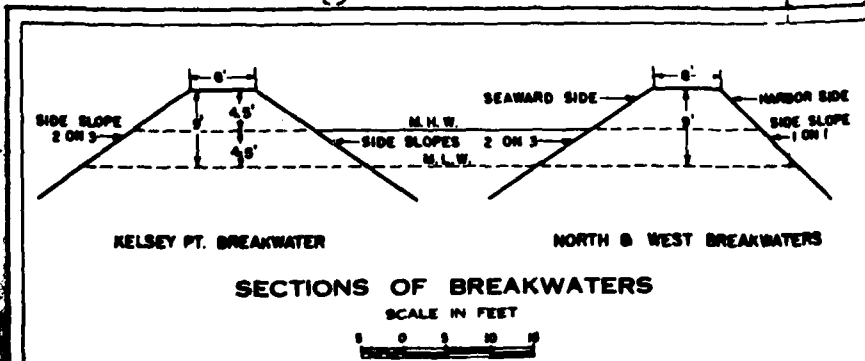 8'
8'
SEAWARD SIDE
HARBOR SIDE
SIDE SLOPE
2 ON 3
9'
4.5'
4.5'
M.H.W.
SIDE SLOPES 2 ON 3
M.L.W.
9'
SIDE SLOPE
1 ON 1
KELSEY PT. BREAKWATER
NORTH & WEST BREAKWATERS
SECTIONS OF BREAKWATERS
SCALE IN FEET
5 0 5 10 15